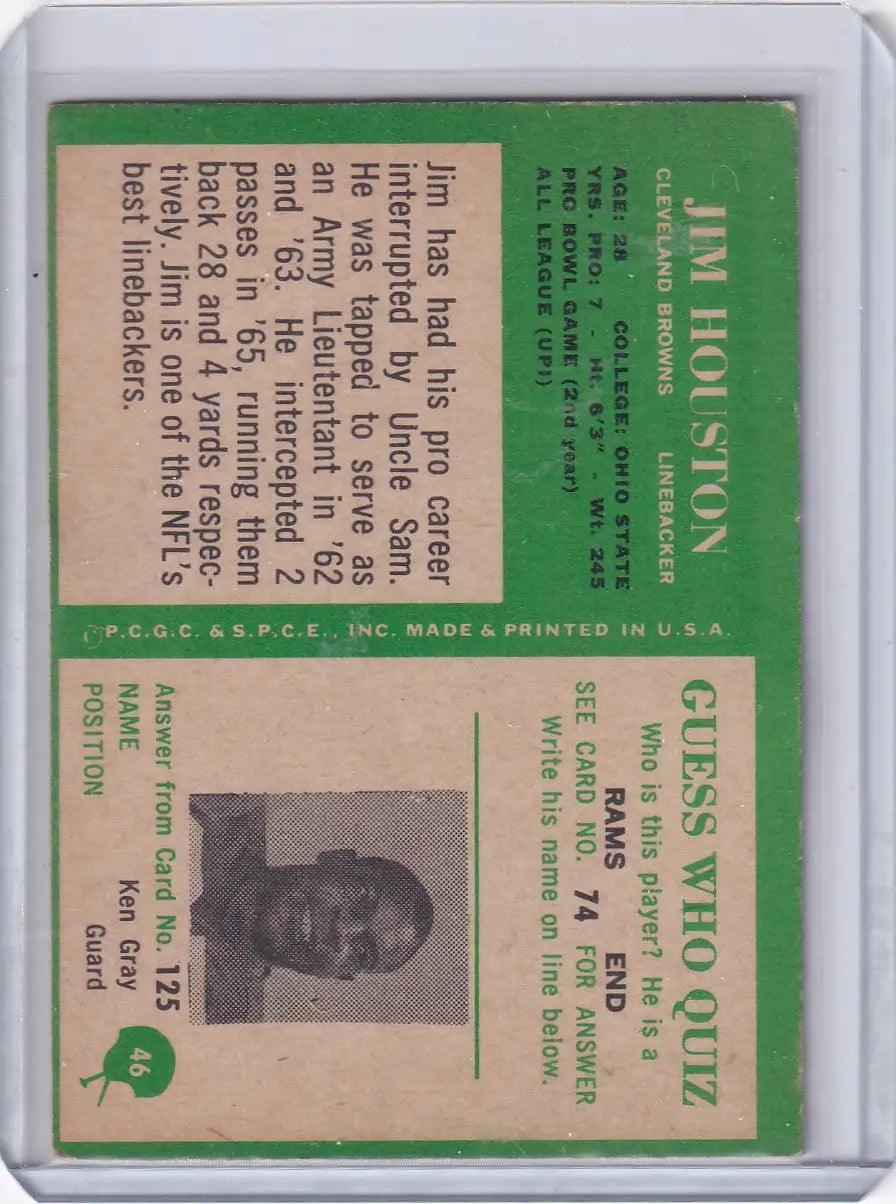 JIM HOUSTON
CLEVELAND BROWNS LINEBACKER
AGE: 28 COLLEGE: OHIO STATE
YRS. PRO: 7 - Ht. 6'3" - Wt. 245
PRO BOWL GAME (2nd year)
ALL LEAGUE (UPI)
Jim has had his pro career
interrupted by Uncle Sam.
He was tapped to serve as
an Army Lieutentant in '62
and '63. He intercepted 2
passes in '65, running them
back 28 and 4 yards respec-
tively. Jim is one of the NFL's
best linebackers.
©P.C.G.C. & S.P.C.E., INC. MADE & PRINTED IN U.S.A.
GUESS WHO QUIZ
Who is this player? He is a
RAMS END
SEE CARD NO. 74 FOR ANSWER
Write his name on line below.
Answer from Card No. 125
NAME Ken Gray
POSITION Guard
46